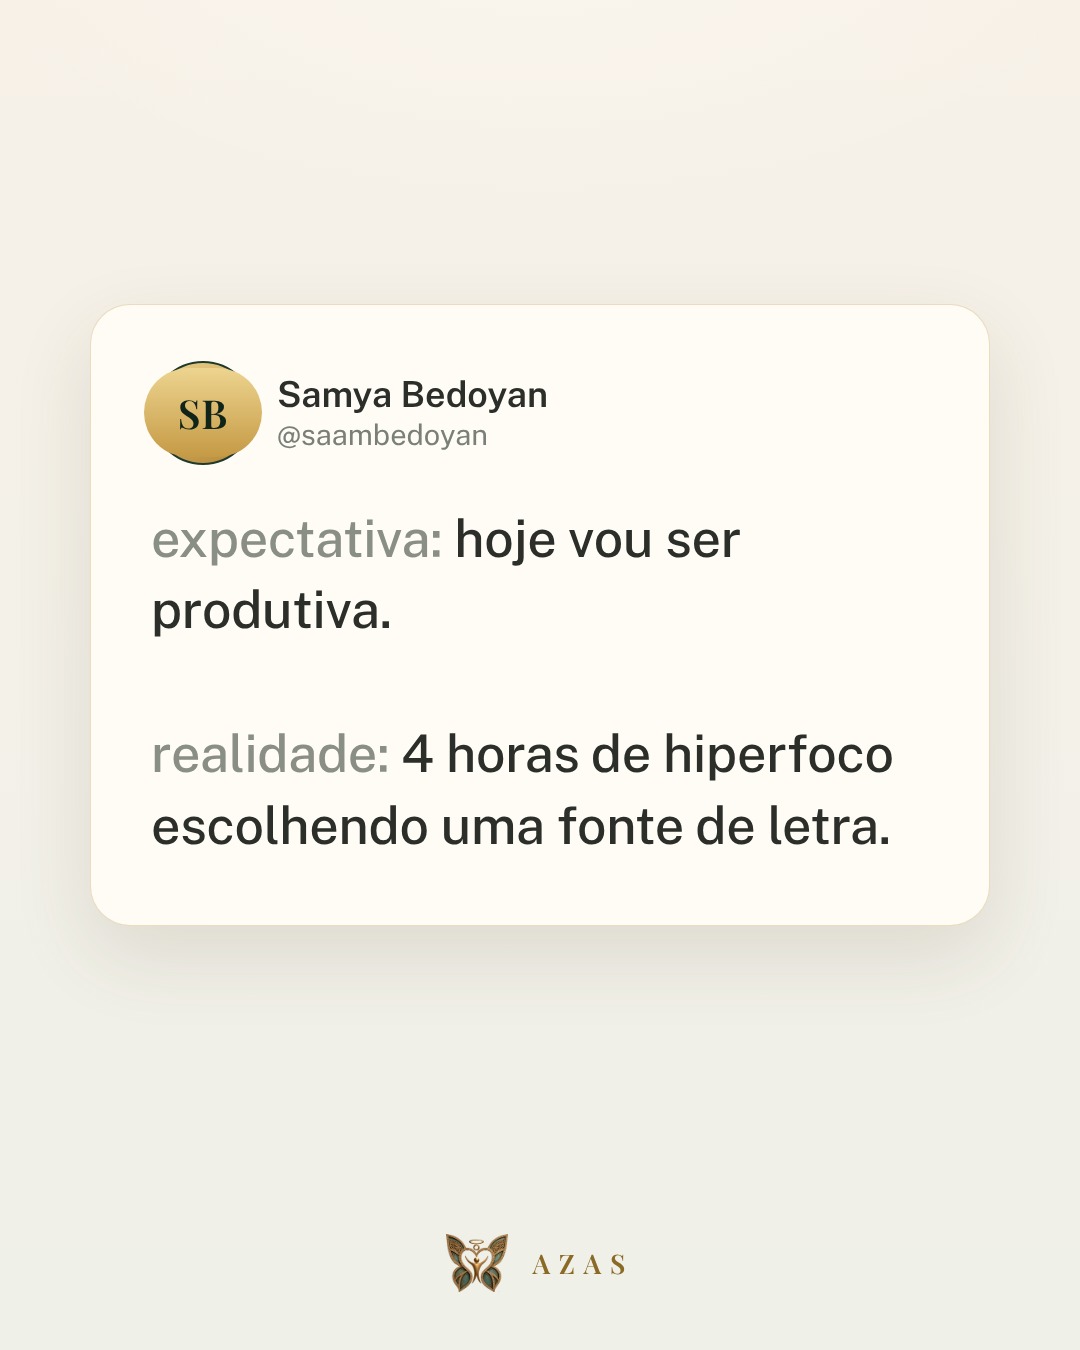 SB
Samya Bedoyan
@saambedoyan
expectativa: hoje vou ser
produtiva.
realidade: 4 horas de hiperfoco
escolhendo uma fonte de letra.
AZAS